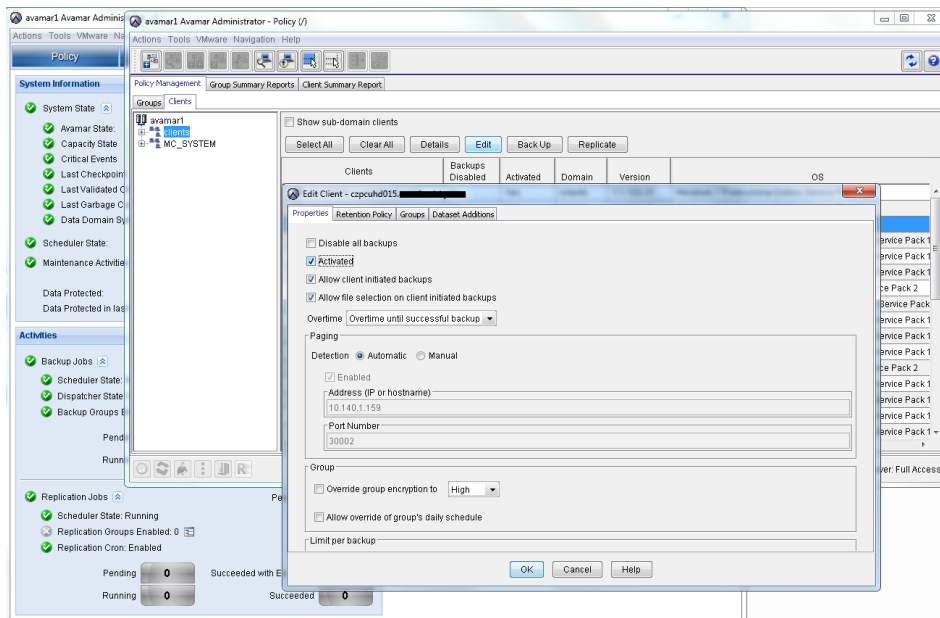 avamar1 Avamar Adminis
avamar1 Avamar Administrator - Policy (/)
Actions Tools VMware Na
Actions Tools VMware Navigation Help
Policy
System Information
System State
Avamar State:
Capacity State
Critical Events
Last Checkpoint
Last Validated C
Last Garbage C
Data Domain Sy
Scheduler State:
Maintenance Activitie
Data Protected:
Data Protected in las
Activities
Backup Jobs
Scheduler State:
Dispatcher State
Backup Groups E
Pend
Runn
Replication Jobs
Pe
Scheduler State: Running
Replication Groups Enabled: 0
Replication Cron: Enabled
Pending 0 Succeeded with E
Running 0 Succeeded 0
Policy Management Group Summary Reports Client Summary Report
Groups Clients
avamar1
clients
MC_SYSTEM
Show sub-domain clients
Select All Clear All Details Edit Back Up Replicate
Clients Backups Disabled Activated Domain Version OS
ervice Pack 1
ervice Pack 1
ervice Pack 1
ce Pack 2
Service Pack
ervice Pack 1
ervice Pack 1
ervice Pack 1
ce Pack 2
ervice Pack 1
ervice Pack 1
ervice Pack 1
ervice Pack 1
ver: Full Access
Edit Client - czpcuhd015.
Properties Retention Policy Groups Dataset Additions
Disable all backups
Activated
Allow client initiated backups
Allow file selection on client initiated backups
Overtime Overtime until successful backup
Paging
Detection Automatic Manual
Enabled
Address (IP or hostname)
10.140.1.159
Port Number
30002
Group
Override group encryption to High
Allow override of group's daily schedule
Limit per backup
OK Cancel Help